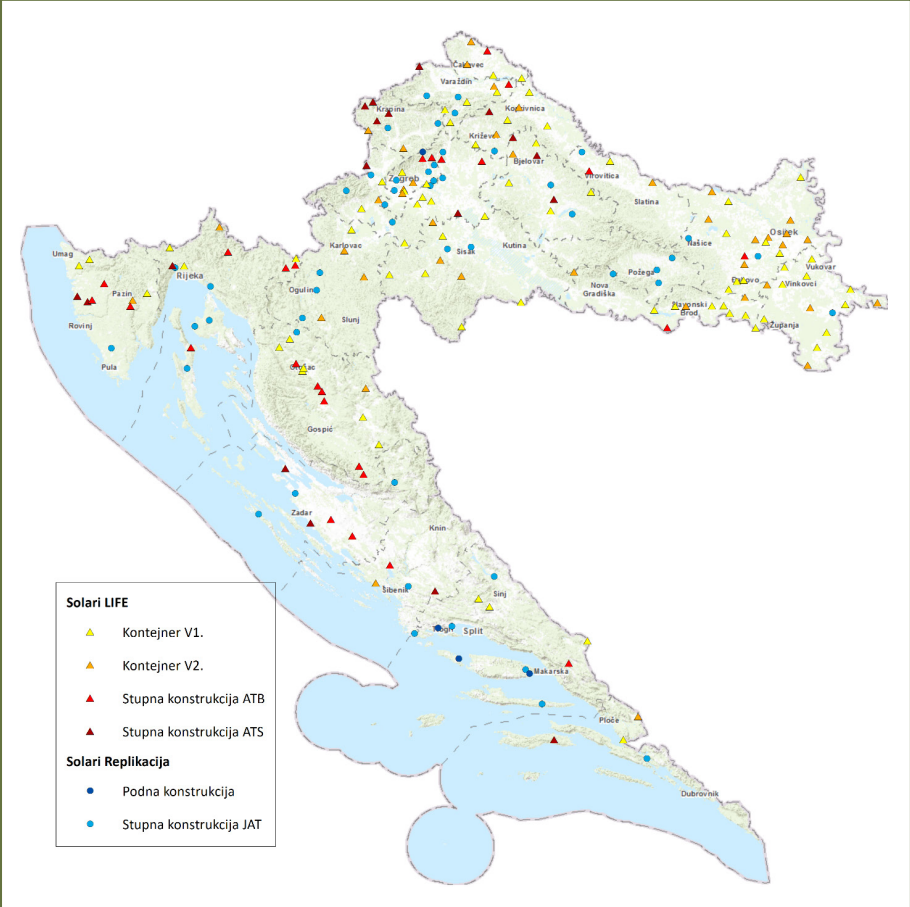 Čakovec
Varaždin
Krapina
Koprivnica
Križevci
Bjelovar
Zagreb
Virovitica
Slatina
Osijek
Karlovac
Sisak
Kutina
Našice
Umag
Rijeka
Požega
Vukovar
Pazin
Ogulin
Nova
Gradiška
Đakovo
Vinkovci
Rovinj
Slunj
Slavonski
Brod
Županja
Pula
Otočac
Gospić
Zadar
Knin
Šibenik
Sinj
Solari LIFE
Kontejner V1.
Split
Kontejner V2.
Makarska
Stupna konstrukcija ATB
Ploče
Stupna konstrukcija ATS
Solari Replikacija
Podna konstrukcija
Dubrovnik
Stupna konstrukcija JAT